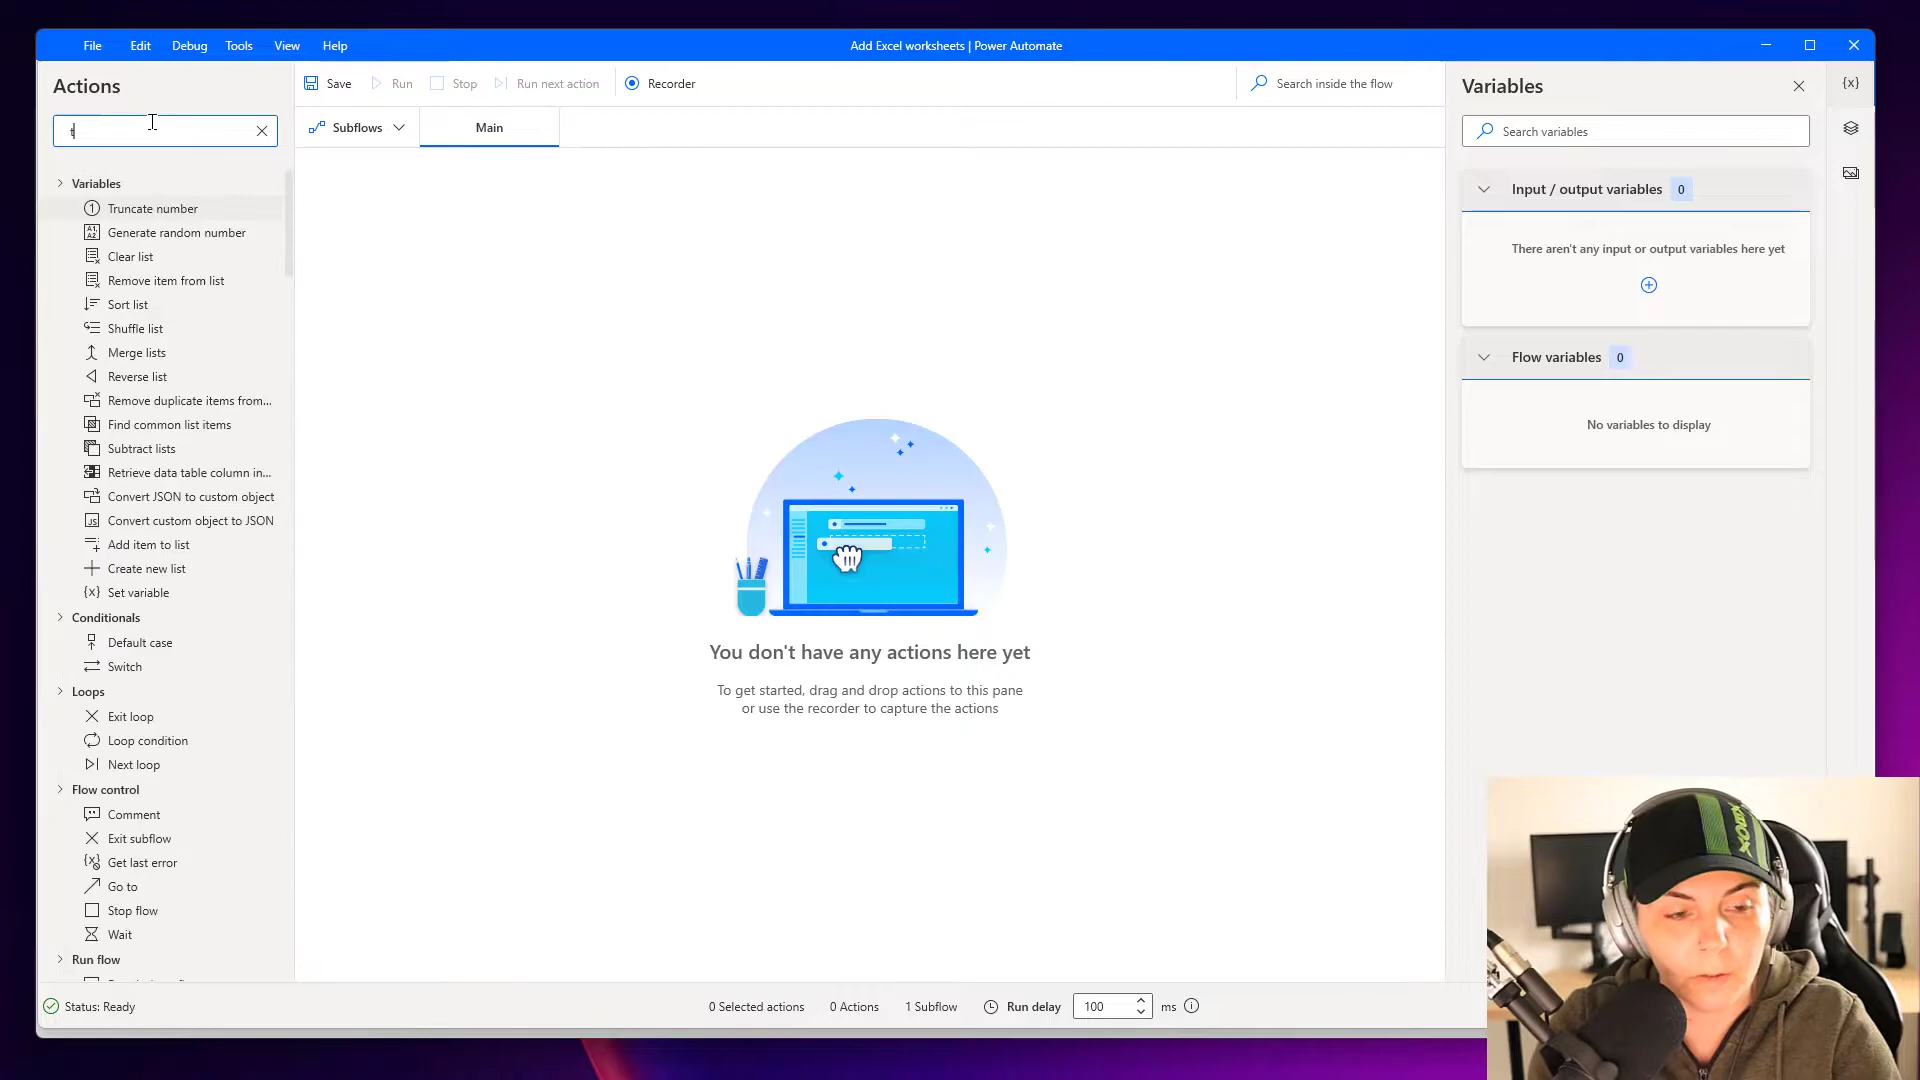 File Edit Debug Tools View Help
Add Excel worksheets | Power Automate
Actions
t
Save Run Stop Run next action Recorder
Search inside the flow
Subflows Main
Variables
Truncate number
Generate random number
Clear list
Remove item from list
Sort list
Shuffle list
Merge lists
Reverse list
Remove duplicate items from...
Find common list items
Subtract lists
Retrieve data table column in...
Convert JSON to custom object
Convert custom object to JSON
Add item to list
Create new list
Set variable
Conditionals
Default case
Switch
Loops
Exit loop
Loop condition
Next loop
Flow control
Comment
Exit subflow
Get last error
Go to
Stop flow
Wait
Run flow
You don't have any actions here yet
To get started, drag and drop actions to this pane
or use the recorder to capture the actions
Variables
{x}
Search variables
Input / output variables 0
There aren't any input or output variables here yet
Flow variables 0
No variables to display
Status: Ready
0 Selected actions 0 Actions 1 Subflow Run delay 100 ms
XBOX